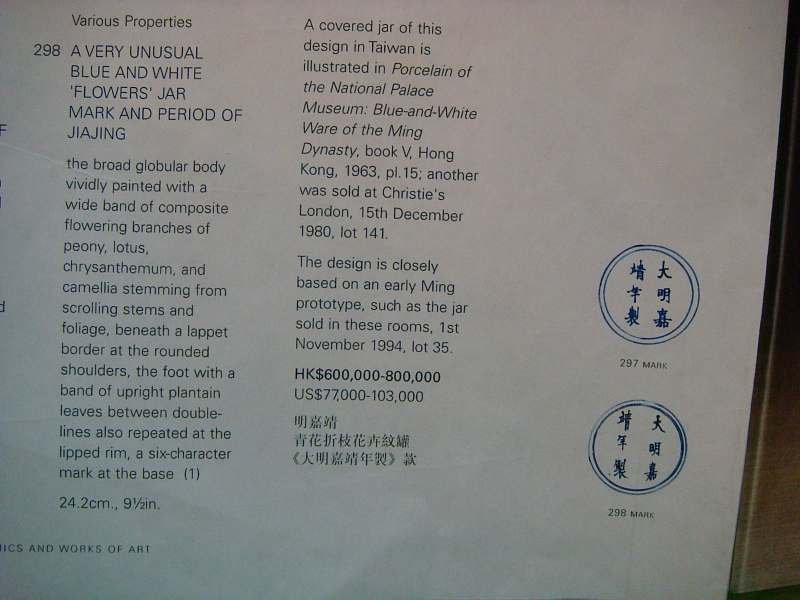 Various Properties
298 A VERY UNUSUAL
BLUE AND WHITE
'FLOWERS' JAR
MARK AND PERIOD OF
JIAJING
the broad globular body
vividly painted with a
wide band of composite
flowering branches of
peony, lotus,
chrysanthemum, and
camellia stemming from
scrolling stems and
foliage, beneath a lappet
border at the rounded
shoulders, the foot with a
band of upright plantain
leaves between double-
lines also repeated at the
lipped rim, a six-character
mark at the base (1)
24.2cm., 9½in.
A covered jar of this
design in Taiwan is
illustrated in Porcelain of
the National Palace
Museum: Blue-and-White
Ware of the Ming
Dynasty, book V, Hong
Kong, 1963, pl.15; another
was sold at Christie's
London, 15th December
1980, lot 141.
The design is closely
based on an early Ming
prototype, such as the jar
sold in these rooms, 1st
November 1994, lot 35.
HK$600,000-800,000
US$77,000-103,000
明嘉靖
青花折枝花卉紋罐
《大明嘉靖年製》款
大明嘉
靖年製
297 MARK
大明嘉
靖年製
298 MARK
AND WORKS OF ART